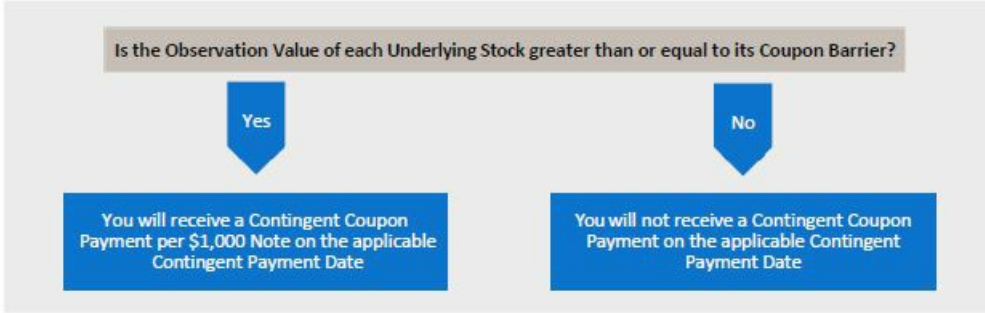 Is the Observation Value of each Underlying Stock greater than or equal to its Coupon Barrier?
Yes
No
You will receive a Contingent Coupon
Payment per $1,000 Note on the applicable
Contingent Payment Date
You will not receive a Contingent Coupon
Payment on the applicable Contingent
Payment Date